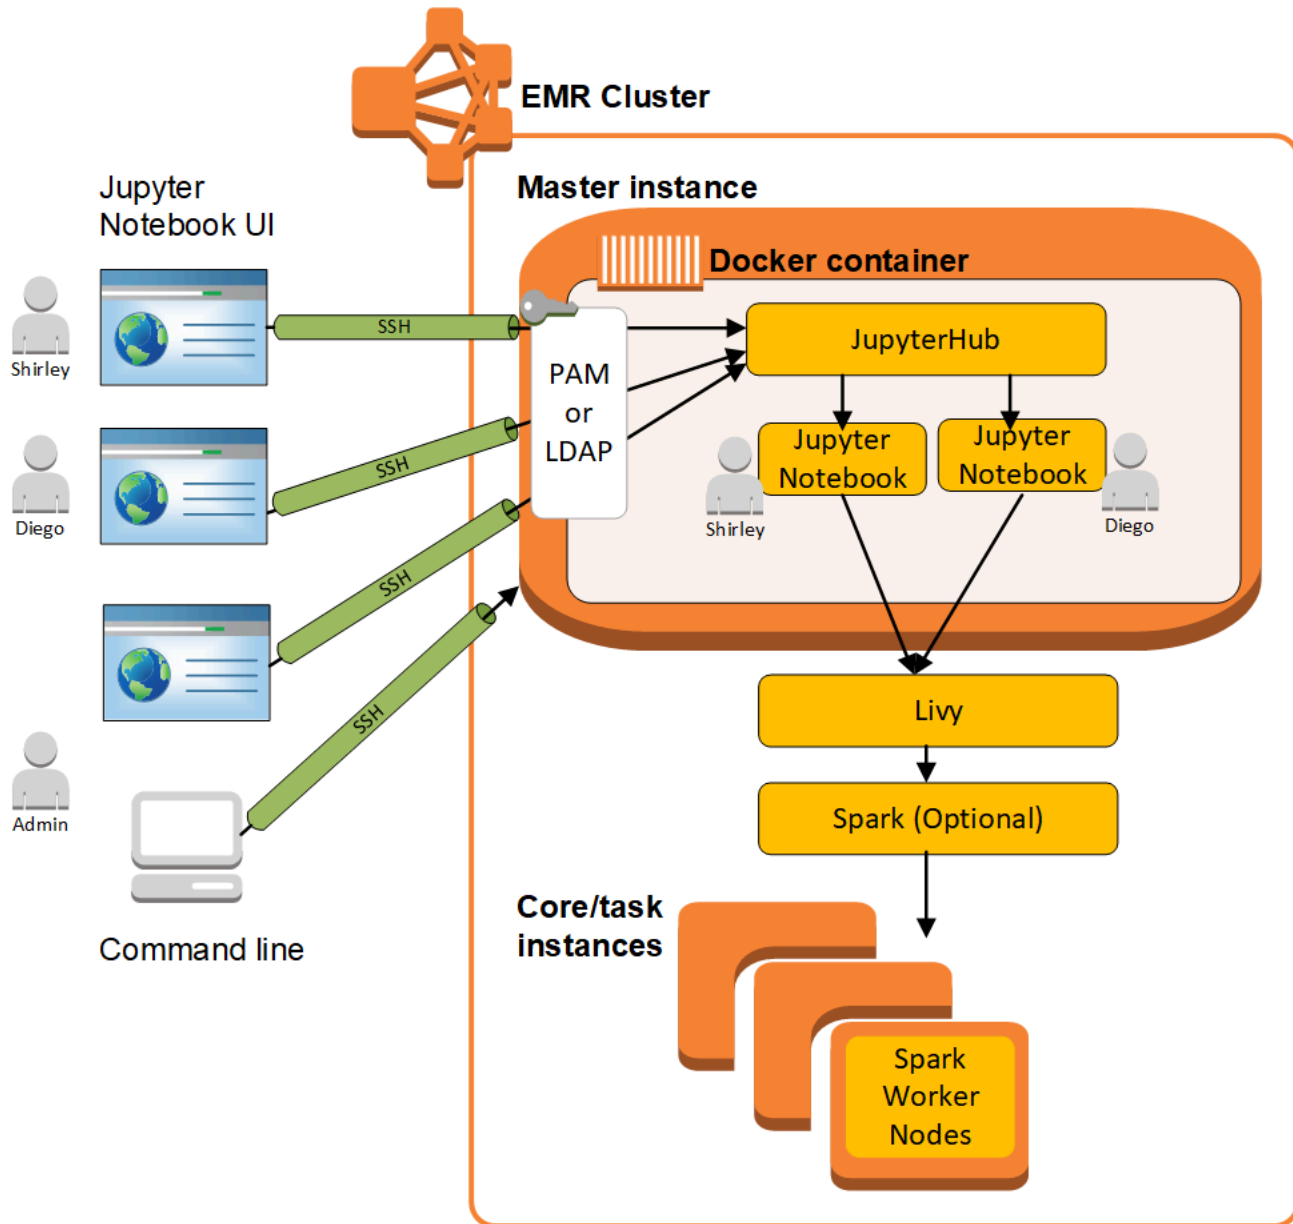 EMR Cluster
Master instance
Jupyter
Notebook UI
Docker container
Shirley
SSH
PAM
or
LDAP
JupyterHub
Jupyter
Notebook
Jupyter
Notebook
Shirley
Diego
Diego
SSH
SSH
SSH
Admin
Command line
Livy
Spark (Optional)
Core/task
instances
Spark
Worker
Nodes